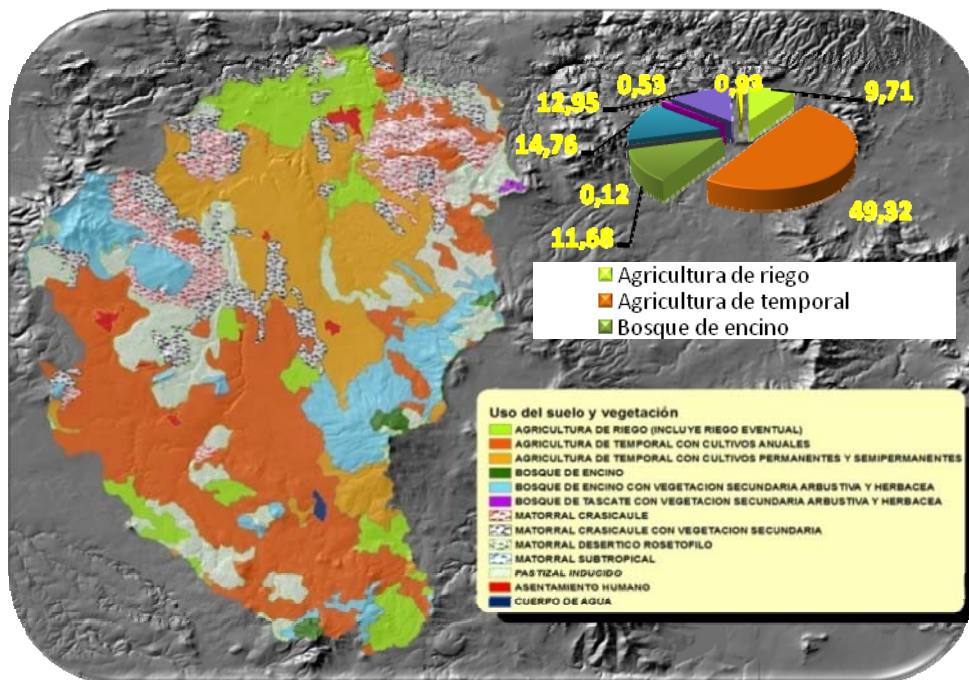 0,53
0,93
9,71
12,95
14,76
0,12
11,68
49,32
Agricultura de riego
Agricultura de temporal
Bosque de encino
Uso del suelo y vegetación
AGRICULTURA DE RIEGO (INCLUYE RIEGO EVENTUAL)
AGRICULTURA DE TEMPORAL CON CULTIVOS ANUALES
AGRICULTURA DE TEMPORAL CON CULTIVOS PERMANENTES Y SEMIPERMANENTES
BOSQUE DE ENCINO
BOSQUE DE ENCINO CON VEGETACION SECUNDARIA ARBUSTIVA Y HERBACEA
BOSQUE DE TASCATE CON VEGETACION SECUNDARIA ARBUSTIVA Y HERBACEA
MATORRAL CRASICAULE
MATORRAL CRASICAULE CON VEGETACION SECUNDARIA
MATORRAL DESERTICO ROSETOFILO
MATORRAL SUBTROPICAL
PASTIZAL INDUCIDO
ASENTAMIENTO HUMANO
CUERPO DE AGUA